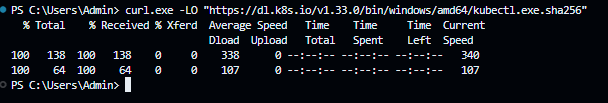 PS C:\Users\Admin> curl.exe -LO "https://dl.k8s.io/v1.33.0/bin/windows/amd64/kubectl.exe.sha256"
% Total % Received % Xferd Average Speed Time Time Time Current
Dload Upload Total Spent Left Speed
100 138 100 138 0 0 338 0 --:--:-- --:--:-- --:--:-- 340
100 64 100 64 0 0 107 0 --:--:-- --:--:-- --:--:-- 107
PS C:\Users\Admin>